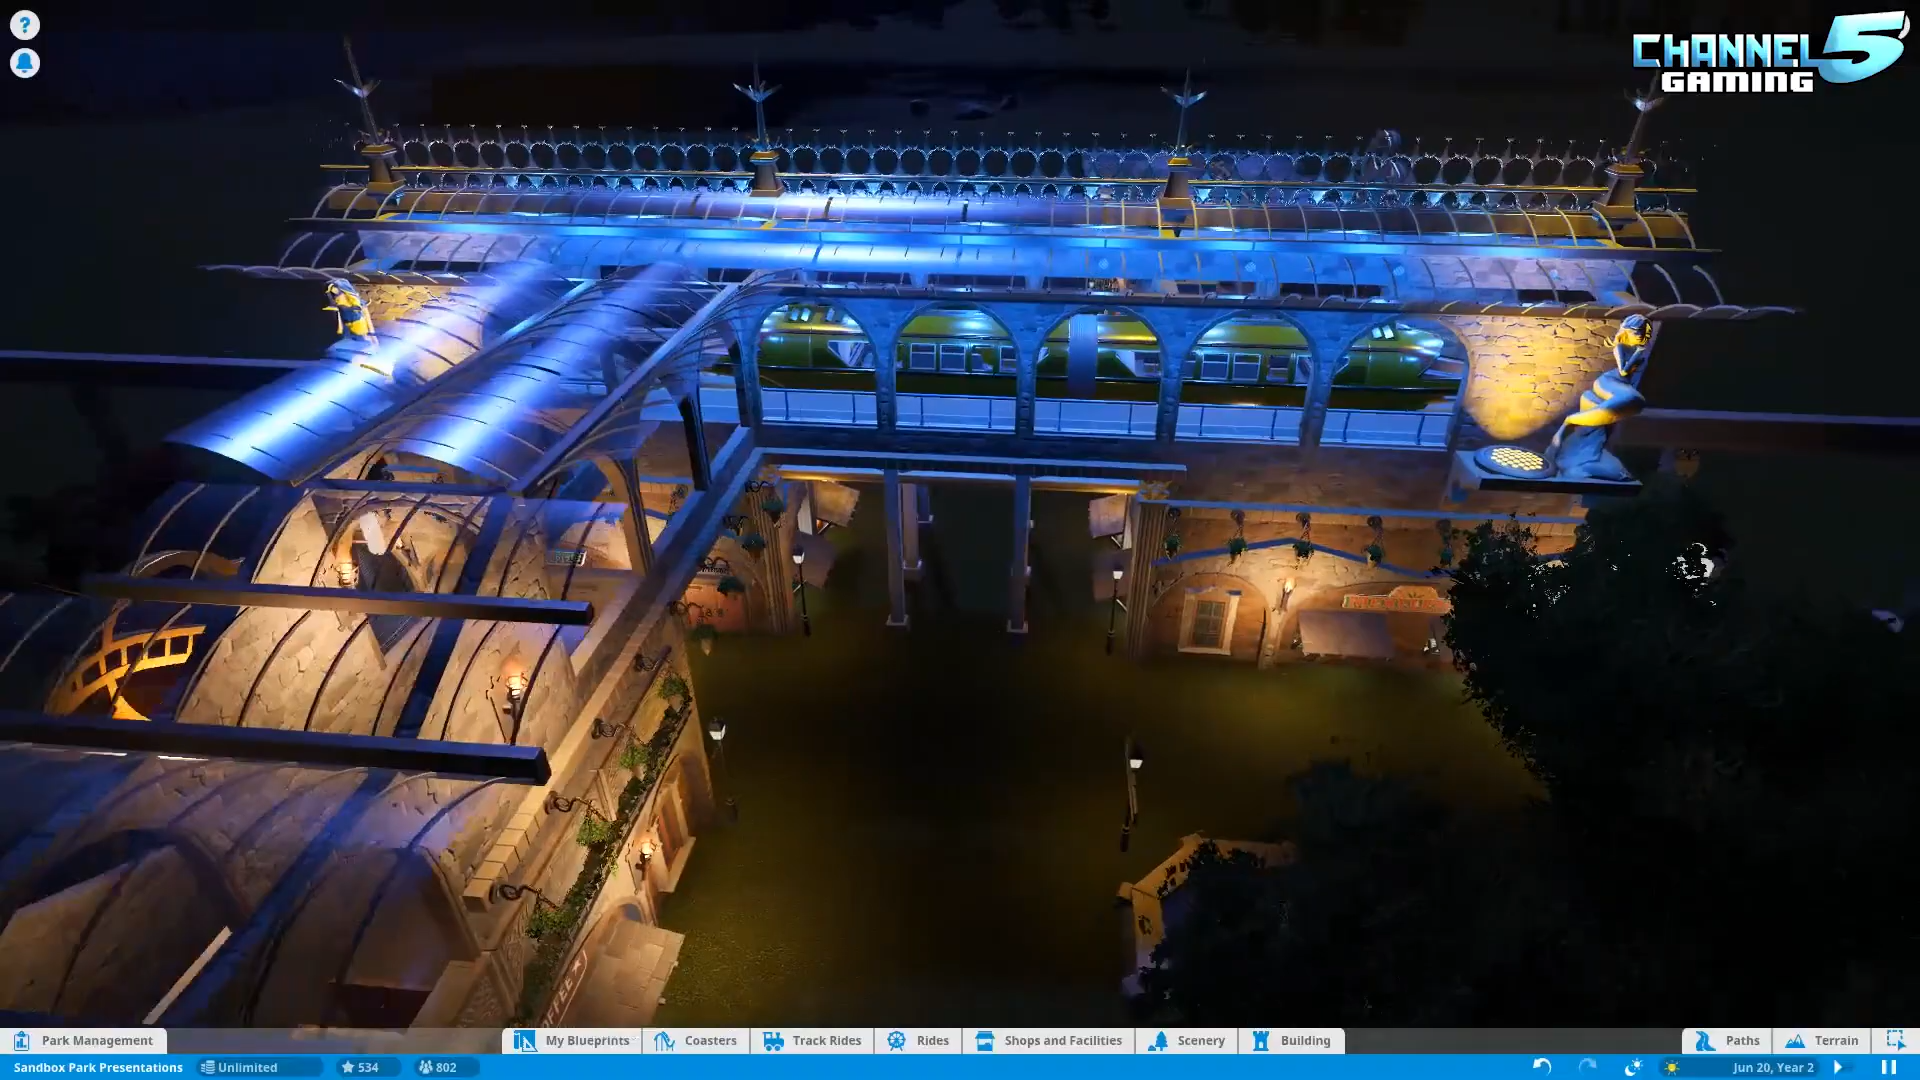 ?
CHANNEL 5
GAMING
Park Management
My Blueprints
Coasters
Track Rides
Rides
Shops and Facilities
Scenery
Building
Paths
Terrain
Sandbox Park Presentations
Unlimited
534
802
Jun 20, Year 2